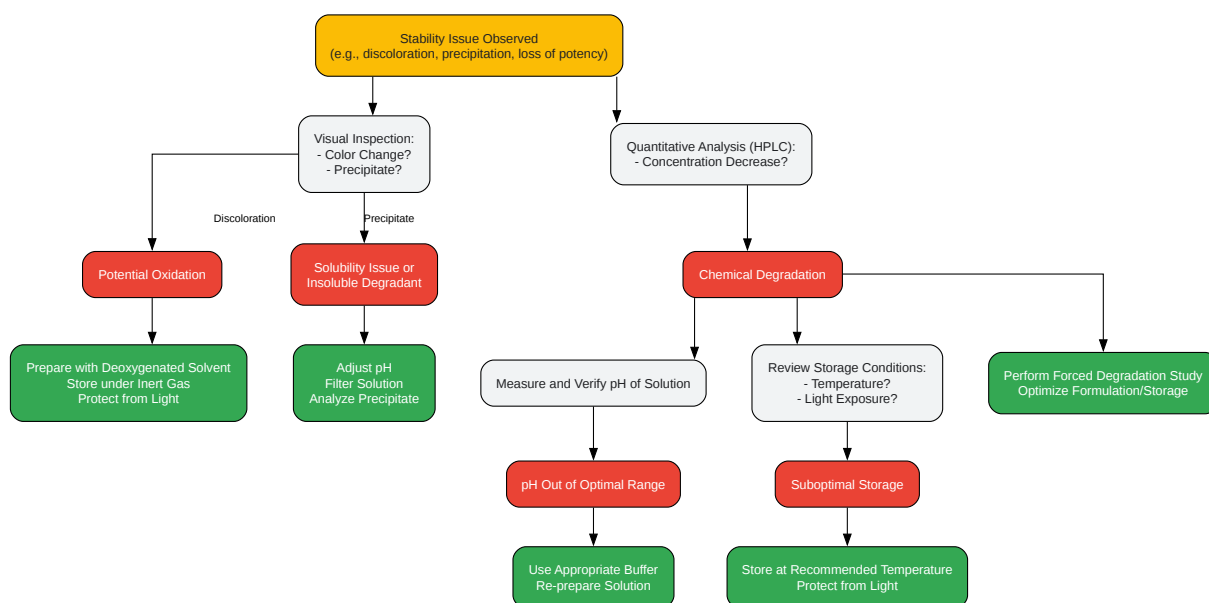 Stability Issue Observed
(e.g., discoloration, precipitation, loss of potency)
Visual Inspection:
- Color Change?
- Precipitate?
Quantitative Analysis (HPLC):
- Concentration Decrease?
Discoloration
Precipitate
Potential Oxidation
Solubility Issue or
Insoluble Degradant
Chemical Degradation
Prepare with Deoxygenated Solvent
Store under Inert Gas
Protect from Light
Adjust pH
Filter Solution
Analyze Precipitate
Measure and Verify pH of Solution
Review Storage Conditions:
- Temperature?
- Light Exposure?
Perform Forced Degradation Study
Optimize Formulation/Storage
pH Out of Optimal Range
Suboptimal Storage
Use Appropriate Buffer
Re-prepare Solution
Store at Recommended Temperature
Protect from Light